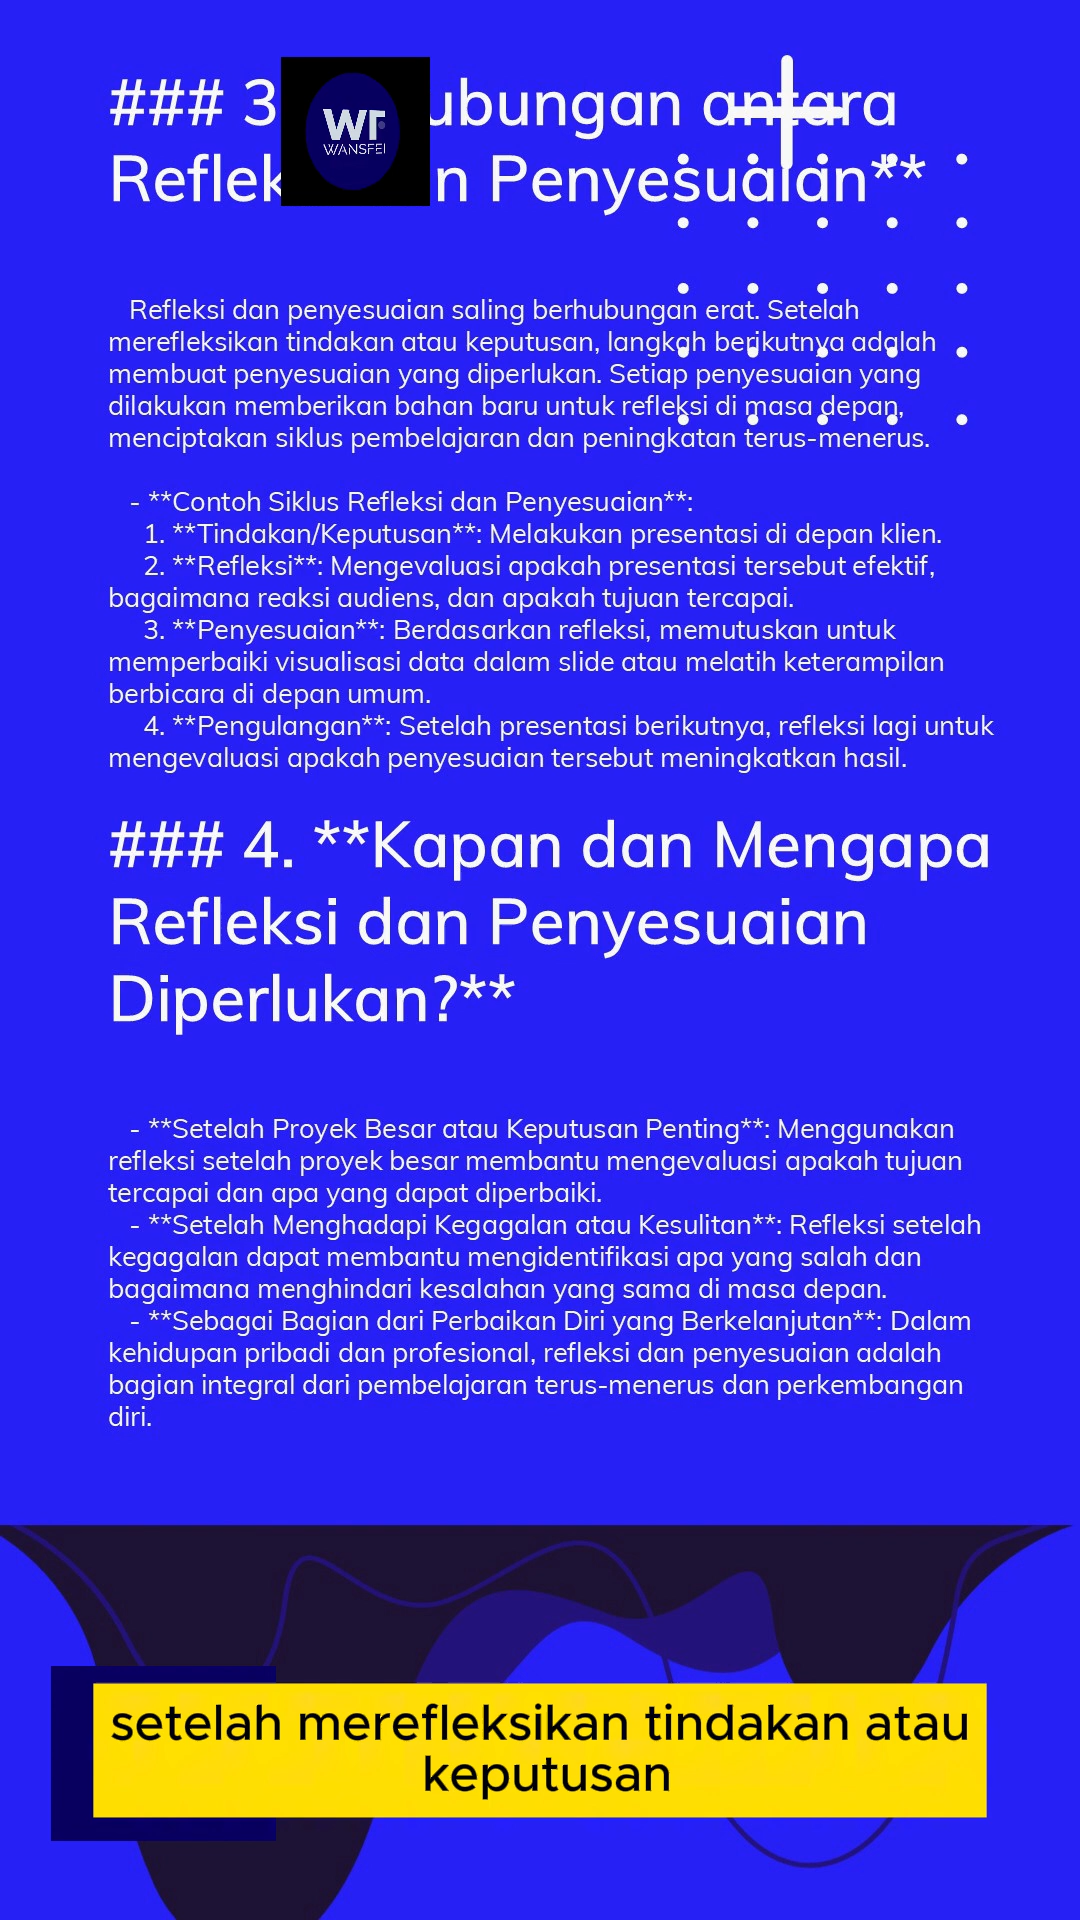 ### 3 ubungan antara
WF
WANSFEI
Reflek n Penyesuaian**
Refleksi dan penyesuaian saling berhubungan erat. Setelah
merefleksikan tindakan atau keputusan, langkah berikutnya adalah
membuat penyesuaian yang diperlukan. Setiap penyesuaian yang
dilakukan memberikan bahan baru untuk refleksi di masa depan,
menciptakan siklus pembelajaran dan peningkatan terus-menerus.
- **Contoh Siklus Refleksi dan Penyesuaian**:
1. **Tindakan/Keputusan**: Melakukan presentasi di depan klien.
2. **Refleksi**: Mengevaluasi apakah presentasi tersebut efektif,
bagaimana reaksi audiens, dan apakah tujuan tercapai.
3. **Penyesuaian**: Berdasarkan refleksi, memutuskan untuk
memperbaiki visualisasi data dalam slide atau melatih keterampilan
berbicara di depan umum.
4. **Pengulangan**: Setelah presentasi berikutnya, refleksi lagi untuk
mengevaluasi apakah penyesuaian tersebut meningkatkan hasil.
### 4. **Kapan dan Mengapa
Refleksi dan Penyesuaian
Diperlukan?**
- **Setelah Proyek Besar atau Keputusan Penting**: Menggunakan
refleksi setelah proyek besar membantu mengevaluasi apakah tujuan
tercapai dan apa yang dapat diperbaiki.
- **Setelah Menghadapi Kegagalan atau Kesulitan**: Refleksi setelah
kegagalan dapat membantu mengidentifikasi apa yang salah dan
bagaimana menghindari kesalahan yang sama di masa depan.
- **Sebagai Bagian dari Perbaikan Diri yang Berkelanjutan**: Dalam
kehidupan pribadi dan profesional, refleksi dan penyesuaian adalah
bagian integral dari pembelajaran terus-menerus dan perkembangan
diri.
setelah merefleksikan tindakan atau
keputusan